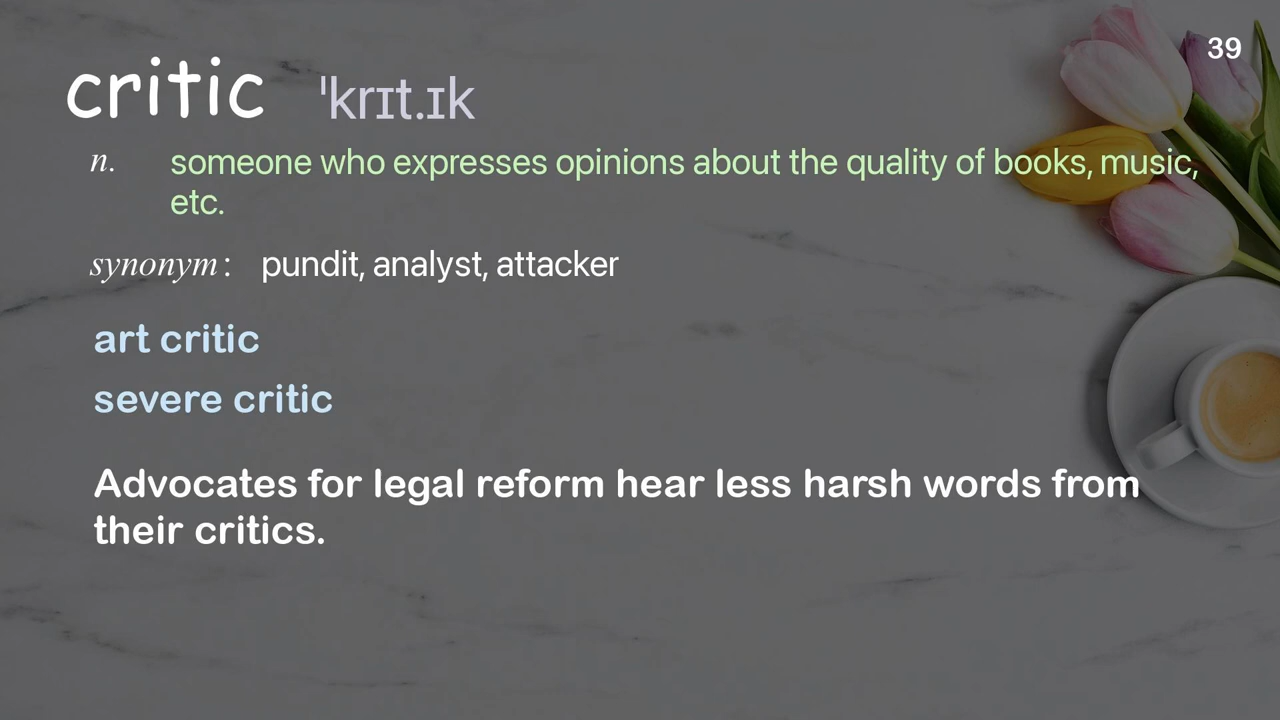 39
critic ˈkrɪt.ɪk
n. someone who expresses opinions about the quality of books, music,
etc.
synonym: pundit, analyst, attacker
art critic
severe critic
Advocates for legal reform hear less harsh words from
their critics.